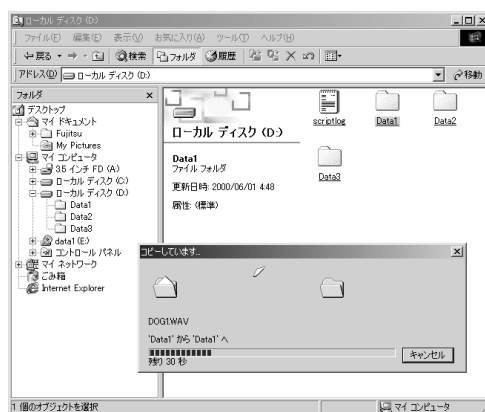 ローカル ディスク (D:)
ファイル(F) 編集(E) 表示(V) お気に入り(A) ツール(T) ヘルプ(H)
戻る 検索 フォルダ 履歴
アドレス(D) ローカル ディスク (D:) 移動
フォルダ ×
デスクトップ
マイ ドキュメント
Fujitsu
My Pictures
マイ コンピュータ
3.5 インチ FD (A)
ローカル ディスク (C:)
ローカル ディスク (D:)
Data1
Data2
Data3
data1 (E:)
コントロール パネル
マイ ネットワーク
ごみ箱
Internet Explorer
ローカル ディスク (D:)
Data1
ファイル フォルダ
更新日時: 2000/06/01 4:48
属性: (標準)
scriptlog Data1 Data2
Data3
コピーしています...
DOG1.WAV
'Data1' から 'Data1' へ
残り 30 秒
キャンセル
1 個のオブジェクトを選択 マイ コンピュータ